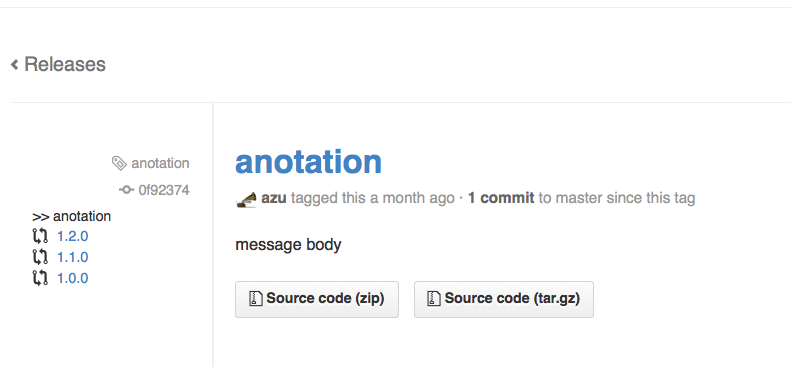 Releases
anotation
0f92374
>> anotation
1.2.0
1.1.0
1.0.0
anotation
azu tagged this a month ago · 1 commit to master since this tag
message body
Source code (zip) Source code (tar.gz)